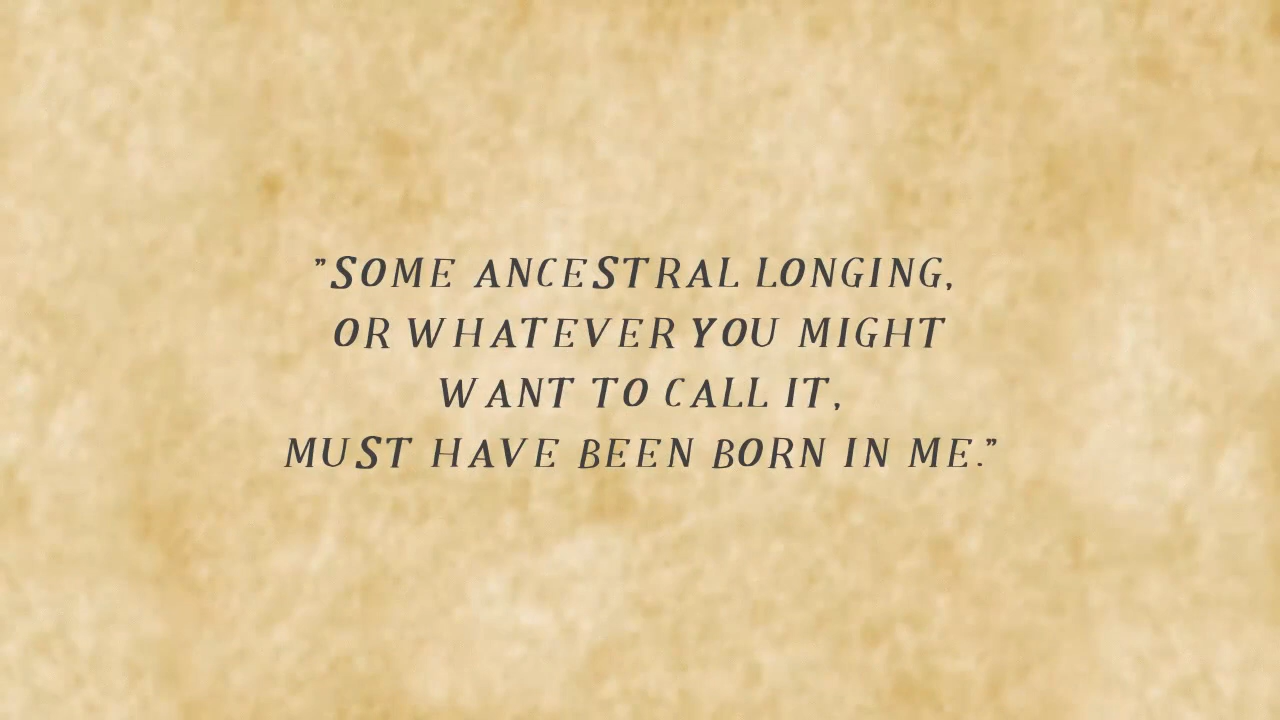 ”SOME ANCESTRAL LONGING,
OR WHATEVER YOU MIGHT
WANT TO CALL IT,
MUST HAVE BEEN BORN IN ME.”